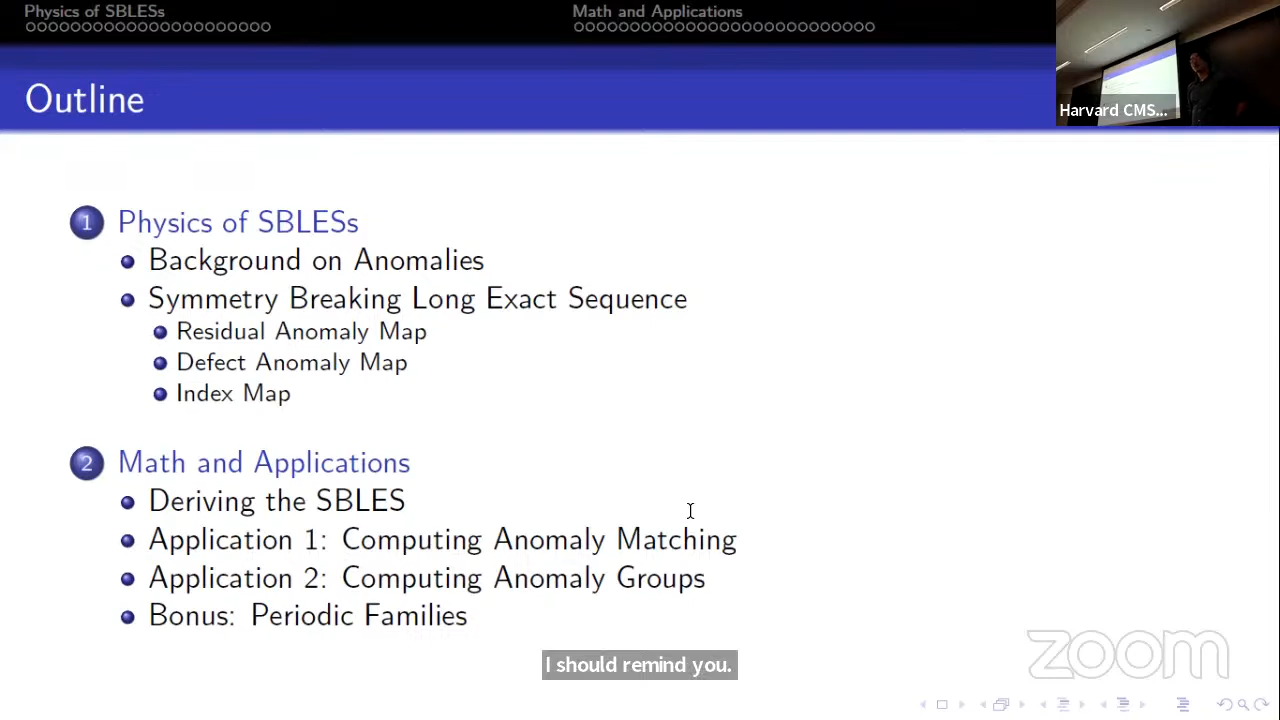 Physics of SBLESs
Math and Applications
Outline
Harvard CMS...
1 Physics of SBLESs
Background on Anomalies
Symmetry Breaking Long Exact Sequence
Residual Anomaly Map
Defect Anomaly Map
Index Map
2 Math and Applications
Deriving the SBLES
Application 1: Computing Anomaly Matching
Application 2: Computing Anomaly Groups
Bonus: Periodic Families
I should remind you.
zoom